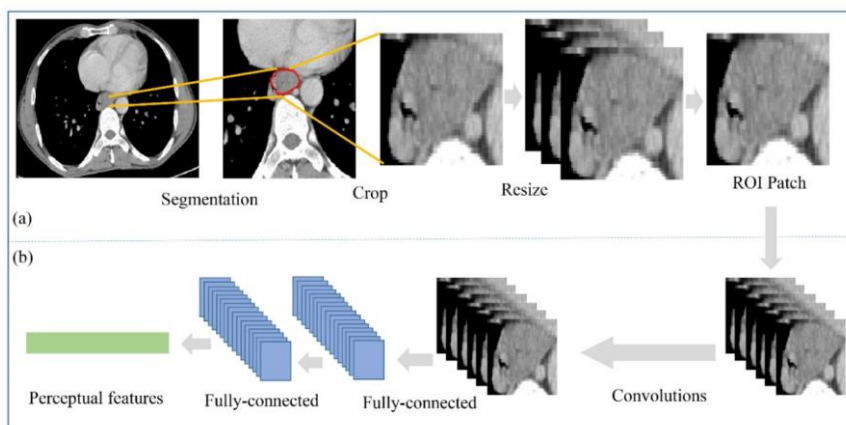 Segmentation
Crop
Resize
ROI Patch
(a)
(b)
Perceptual features
Fully-connected
Fully-connected
Convolutions